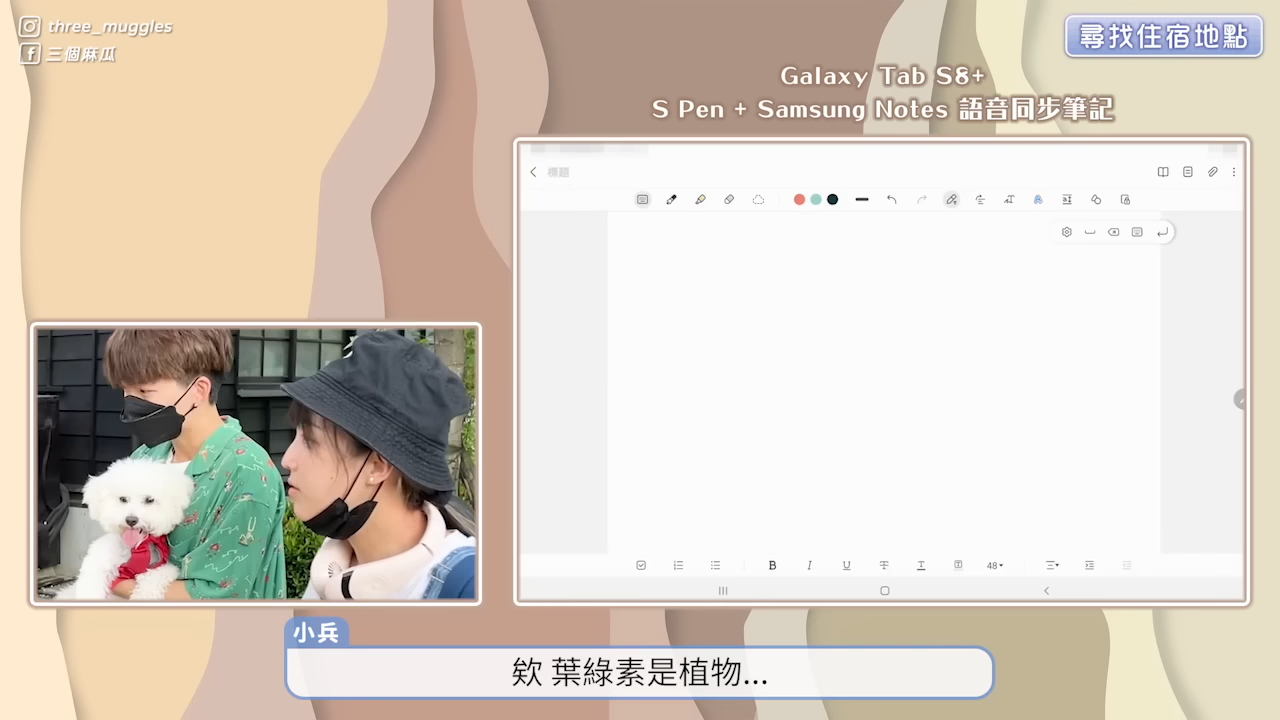 three_muggles
三個麻瓜
尋找住宿地點
Galaxy Tab S8+
S Pen + Samsung Notes 語音同步筆記
標題
48
小兵
欸 葉綠素是植物...